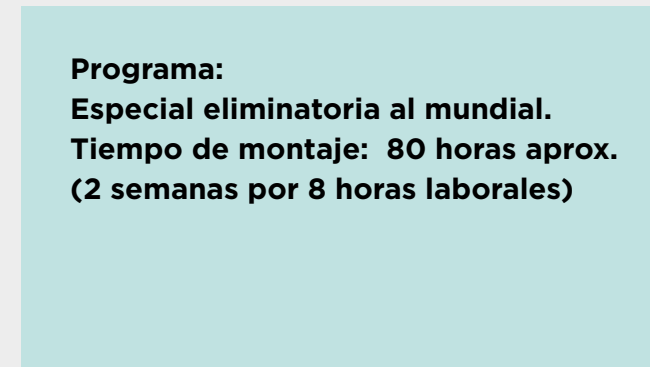 Programa:
Especial eliminatoria al mundial.
Tiempo de montaje: 80 horas aprox.
(2 semanas por 8 horas laborales)